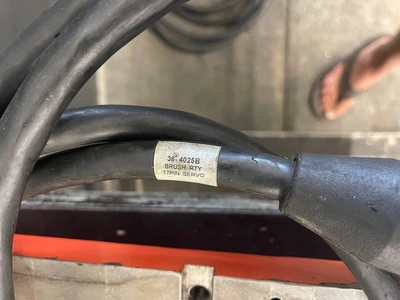 36-4025B
BRUSH RTY
17PIN SERVO